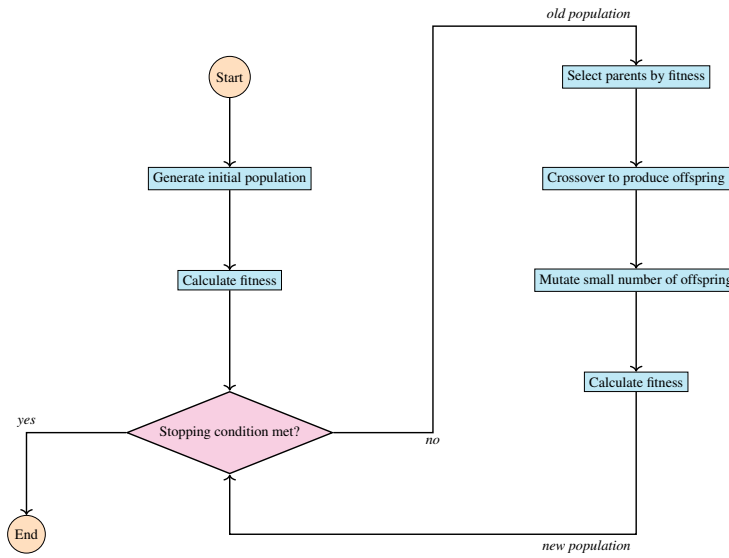 old population
Start
Select parents by fitness
Generate initial population
Crossover to produce offspring
Calculate fitness
Mutate small number of offspring
Calculate fitness
yes
Stopping condition met?
no
End
new population